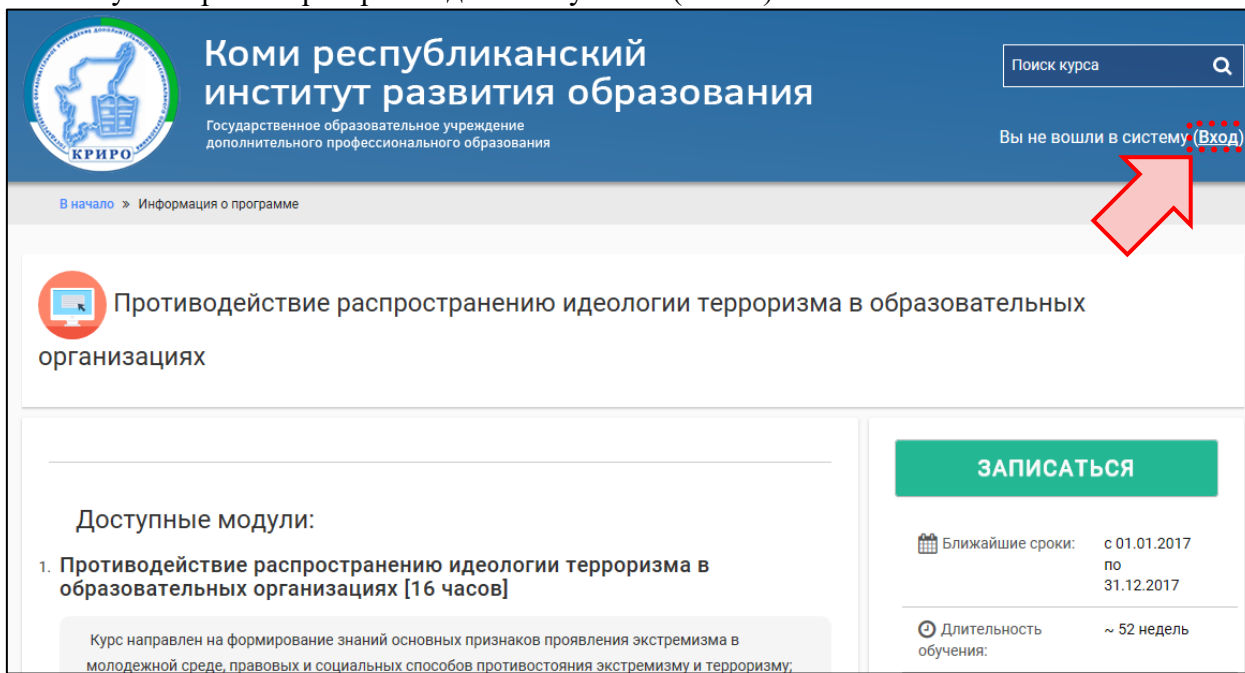 Коми республиканский
институт развития образования
Государственное образовательное учреждение
дополнительного профессионального образования
КРИРО
Поиск курса
Вы не вошли в систему (Вход)
В начало » Информация о программе
Противодействие распространению идеологии терроризма в образовательных
организациях
Доступные модули:
1. Противодействие распространению идеологии терроризма в
образовательных организациях [16 часов]
Курс направлен на формирование знаний основных признаков проявления экстремизма в
молодежной среде, правовых и социальных способов противостояния экстремизму и терроризму;
ЗАПИСАТЬСЯ
Ближайшие сроки: с 01.01.2017
по
31.12.2017
Длительность ~ 52 недель
обучения: